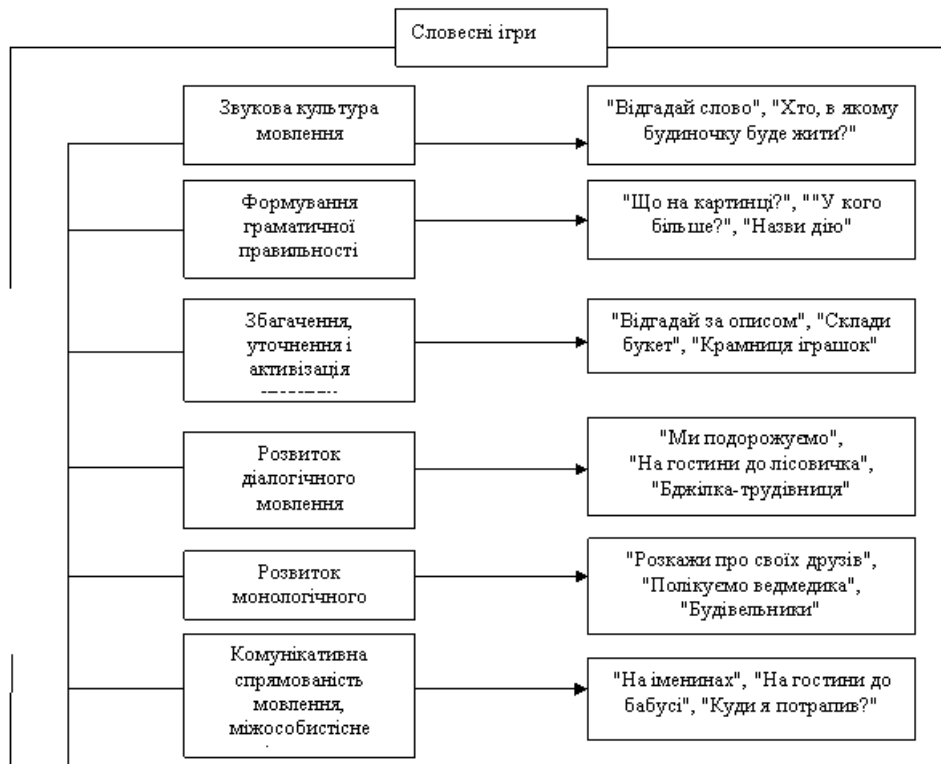 Словесні ігри
Звукова культура
мовлення
"Відгадай слово", "Хто, в якому
будиночку буде жити?"
Формування
граматичної
правильності
"Що на картинці?", ""У кого
більше?", "Назви дію"
Збагачення,
уточнення і
активізація
"Відгадай за описом", "Склади
букет", "Крамниця іграшок"
Розвиток
діалогічного
мовлення
"Ми подорожуємо",
"На гостини до лісовичка",
"Бджілка-трудівниця"
Розвиток
монологічного
"Розкажи про своїх друзів",
"Полікуємо ведмедика",
"Будівельники"
Комунікативна
спрямованість
мовлення,
міжособистісне
"На іменинах", "На гостини до
бабусі", "Куди я потрапив?"